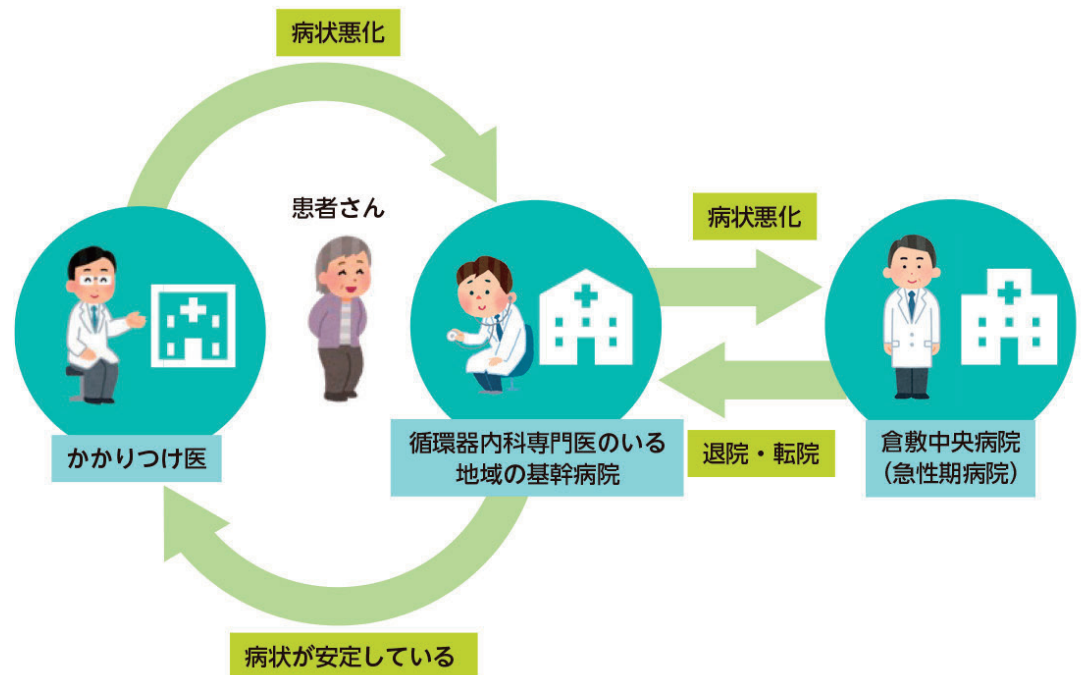 病状悪化
患者さん
病状悪化
かかりつけ医
循環器内科専門医のいる
地域の基幹病院
退院・転院
倉敷中央病院
（急性期病院）
病状が安定している